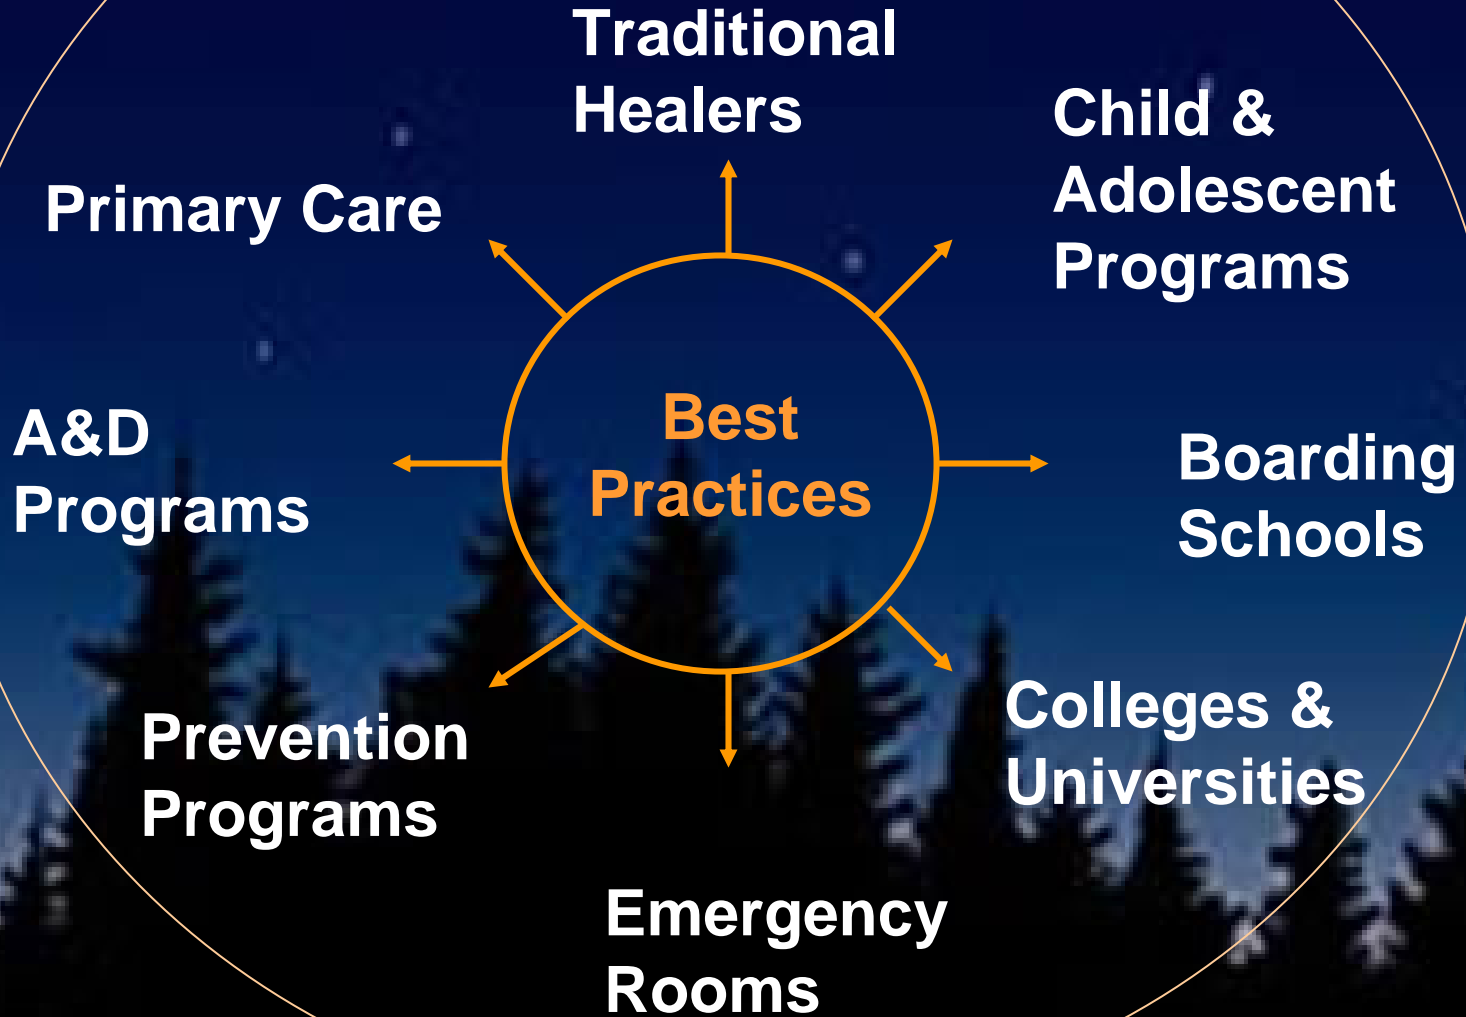 Traditional
Healers
Child &
Adolescent
Programs
Primary Care
Best
Practices
A&D
Programs
Boarding
Schools
Colleges &
Universities
Prevention
Programs
Emergency
Rooms